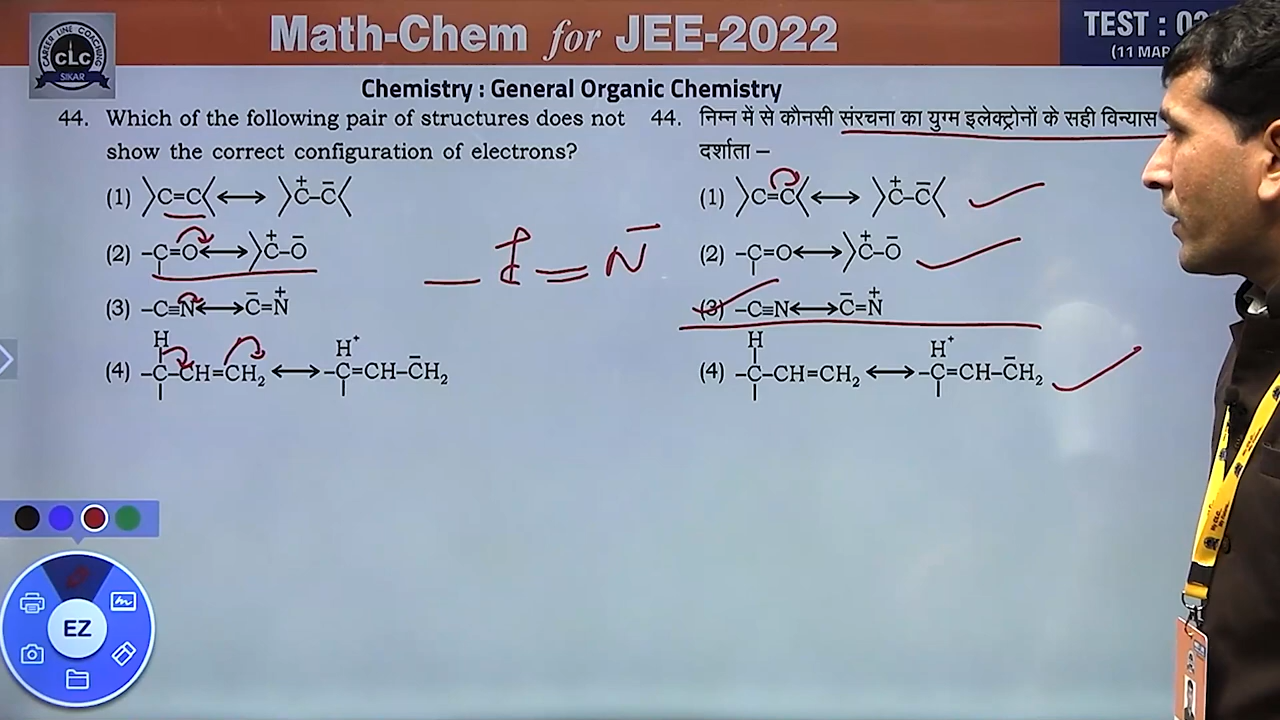 CAREER LINE COACHING
CLC
SIKAR
Math-Chem for JEE-2022
TEST : 0
(11 MAR
Chemistry : General Organic Chemistry
44. Which of the following pair of structures does not
show the correct configuration of electrons?
(1) >C=C< ⟷ >C⁺–C⁻<
(2) –C=O ⟷ >C⁺–O⁻
(3) –C≡N ⟷ C⁻=N⁺
(4) H –C–CH=CH₂ ⟷ H⁺ –C=CH–C⁻H₂
–C⁺=N⁻
44. निम्न में से कौनसी संरचना का युग्म इलेक्ट्रोनों के सही विन्यास
दर्शाता –
(1) >C=C< ⟷ >C⁺–C⁻<
(2) –C=O ⟷ >C⁺–O⁻
(3) –C≡N ⟷ C⁻=N⁺
(4) H –C–CH=CH₂ ⟷ H⁺ –C=CH–C⁻H₂
EZ